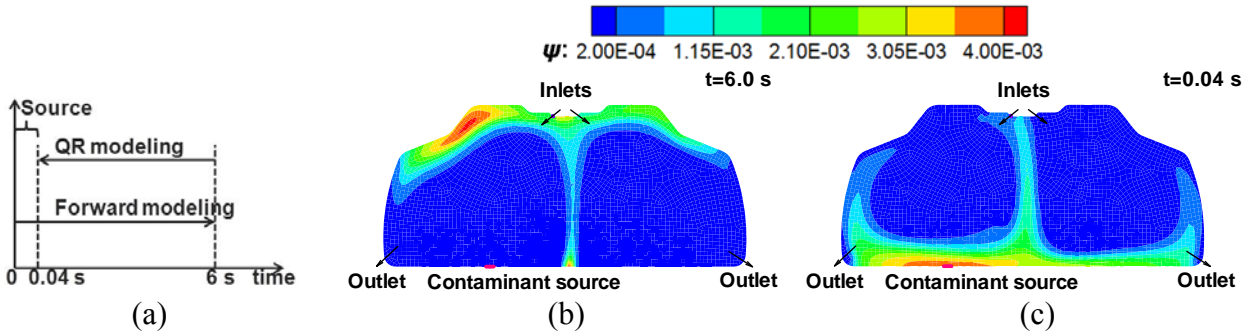 ψ: 2.00E-04 1.15E-03 2.10E-03 3.05E-03 4.00E-03
Source
QR modeling
Forward modeling
0 0.04 s 6 s time
(a)
t=6.0 s
Inlets
Outlet
Contaminant source
Outlet
(b)
t=0.04 s
Inlets
Outlet
Contaminant source
Outlet
(c)